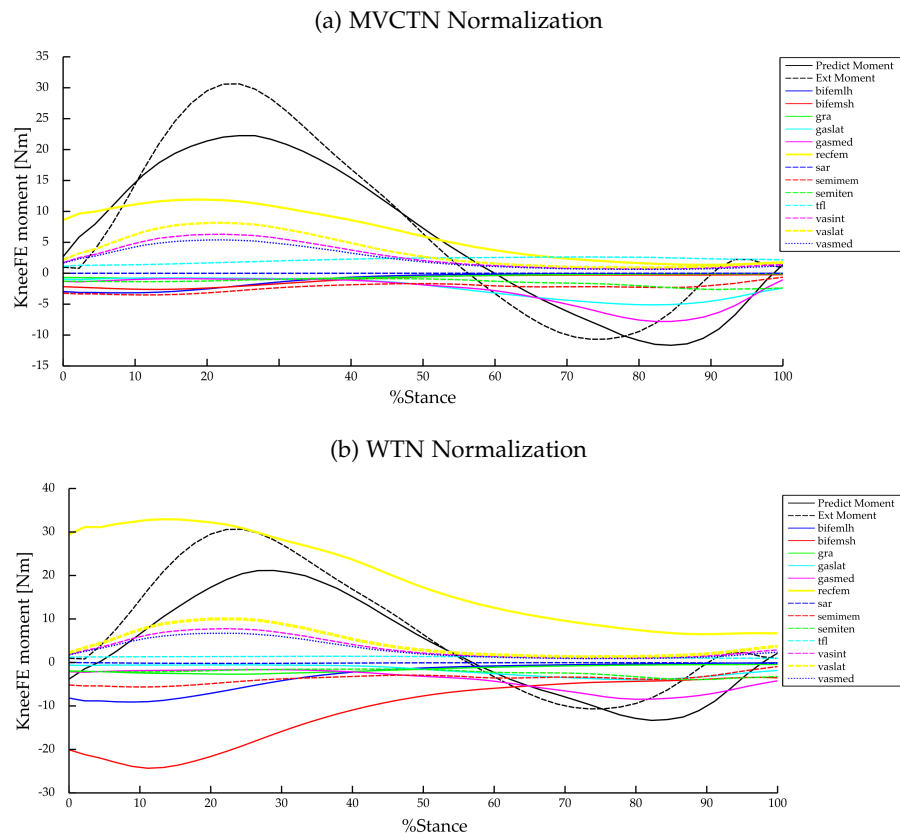 (a) MVCTN Normalization
KneeFE moment [Nm]
35
30
25
20
15
10
5
0
-5
-10
-15
0 10 20 30 40 50 60 70 80 90 100
%Stance
Predict Moment
Ext Moment
bifemlh
bifemsh
gra
gaslat
gasmed
recfem
sar
semimem
semiten
tfl
vasint
vaslat
vasmed
(b) WTN Normalization
KneeFE moment [Nm]
40
30
20
10
0
-10
-20
-30
0 10 20 30 40 50 60 70 80 90 100
%Stance
Predict Moment
Ext Moment
bifemlh
bifemsh
gra
gaslat
gasmed
recfem
sar
semimem
semiten
tfl
vasint
vaslat
vasmed